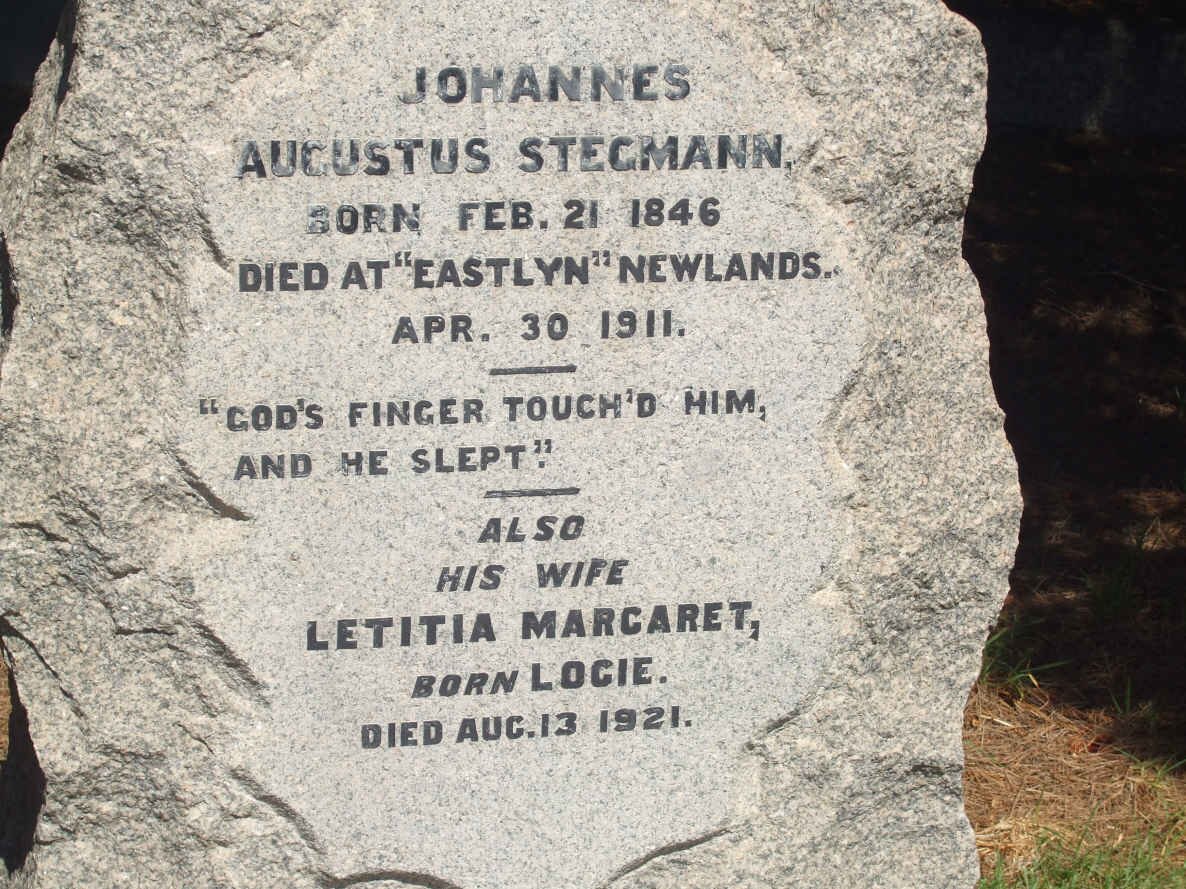 JOHANNES
AUGUSTUS STEGMANN,
BORN FEB. 21 1846
DIED AT "EASTLYN" NEWLANDS.
APR. 30 1911.
"GOD'S FINGER TOUCH'D HIM,
AND HE SLEPT".
ALSO
HIS WIFE
LETITIA MARGARET,
BORN LOGIE.
DIED AUG. 13 1921.